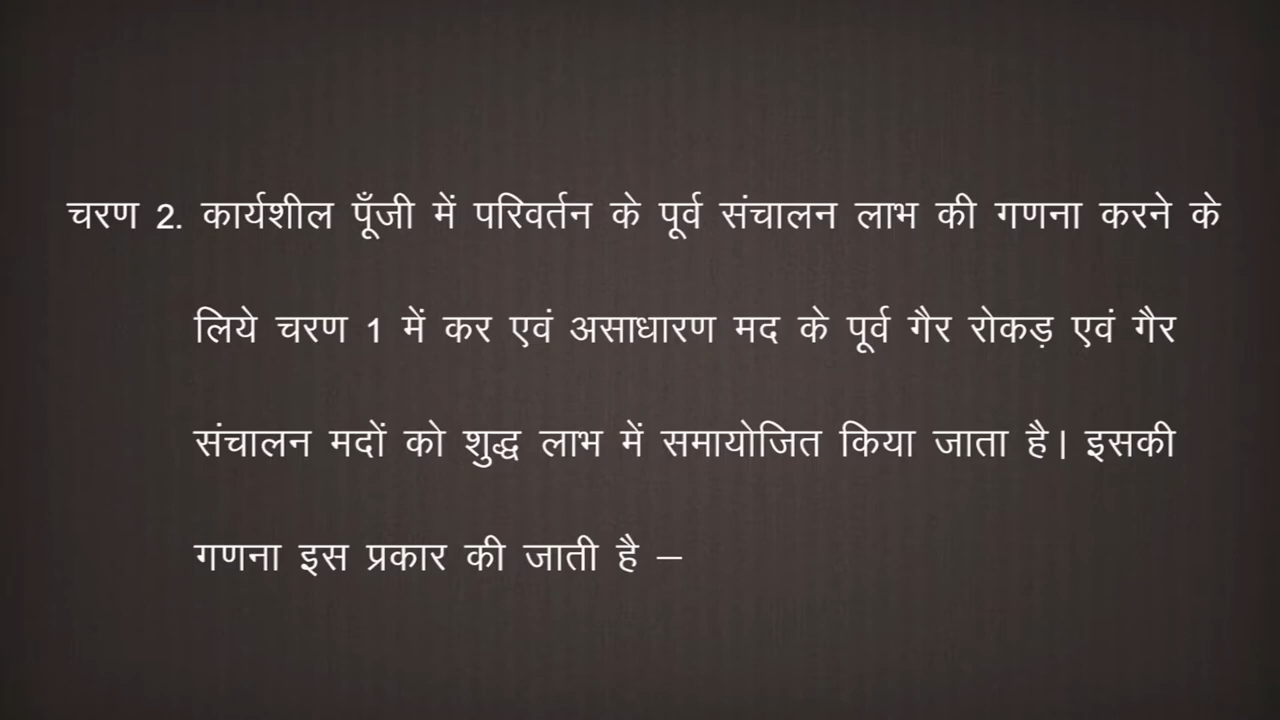 चरण 2. कार्यशील पूँजी में परिवर्तन के पूर्व संचालन लाभ की गणना करने के
लिये चरण 1 में कर एवं असाधारण मद के पूर्व गैर रोकड़ एवं गैर
संचालन मदों को शुद्ध लाभ में समायोजित किया जाता है। इसकी
गणना इस प्रकार की जाती है –